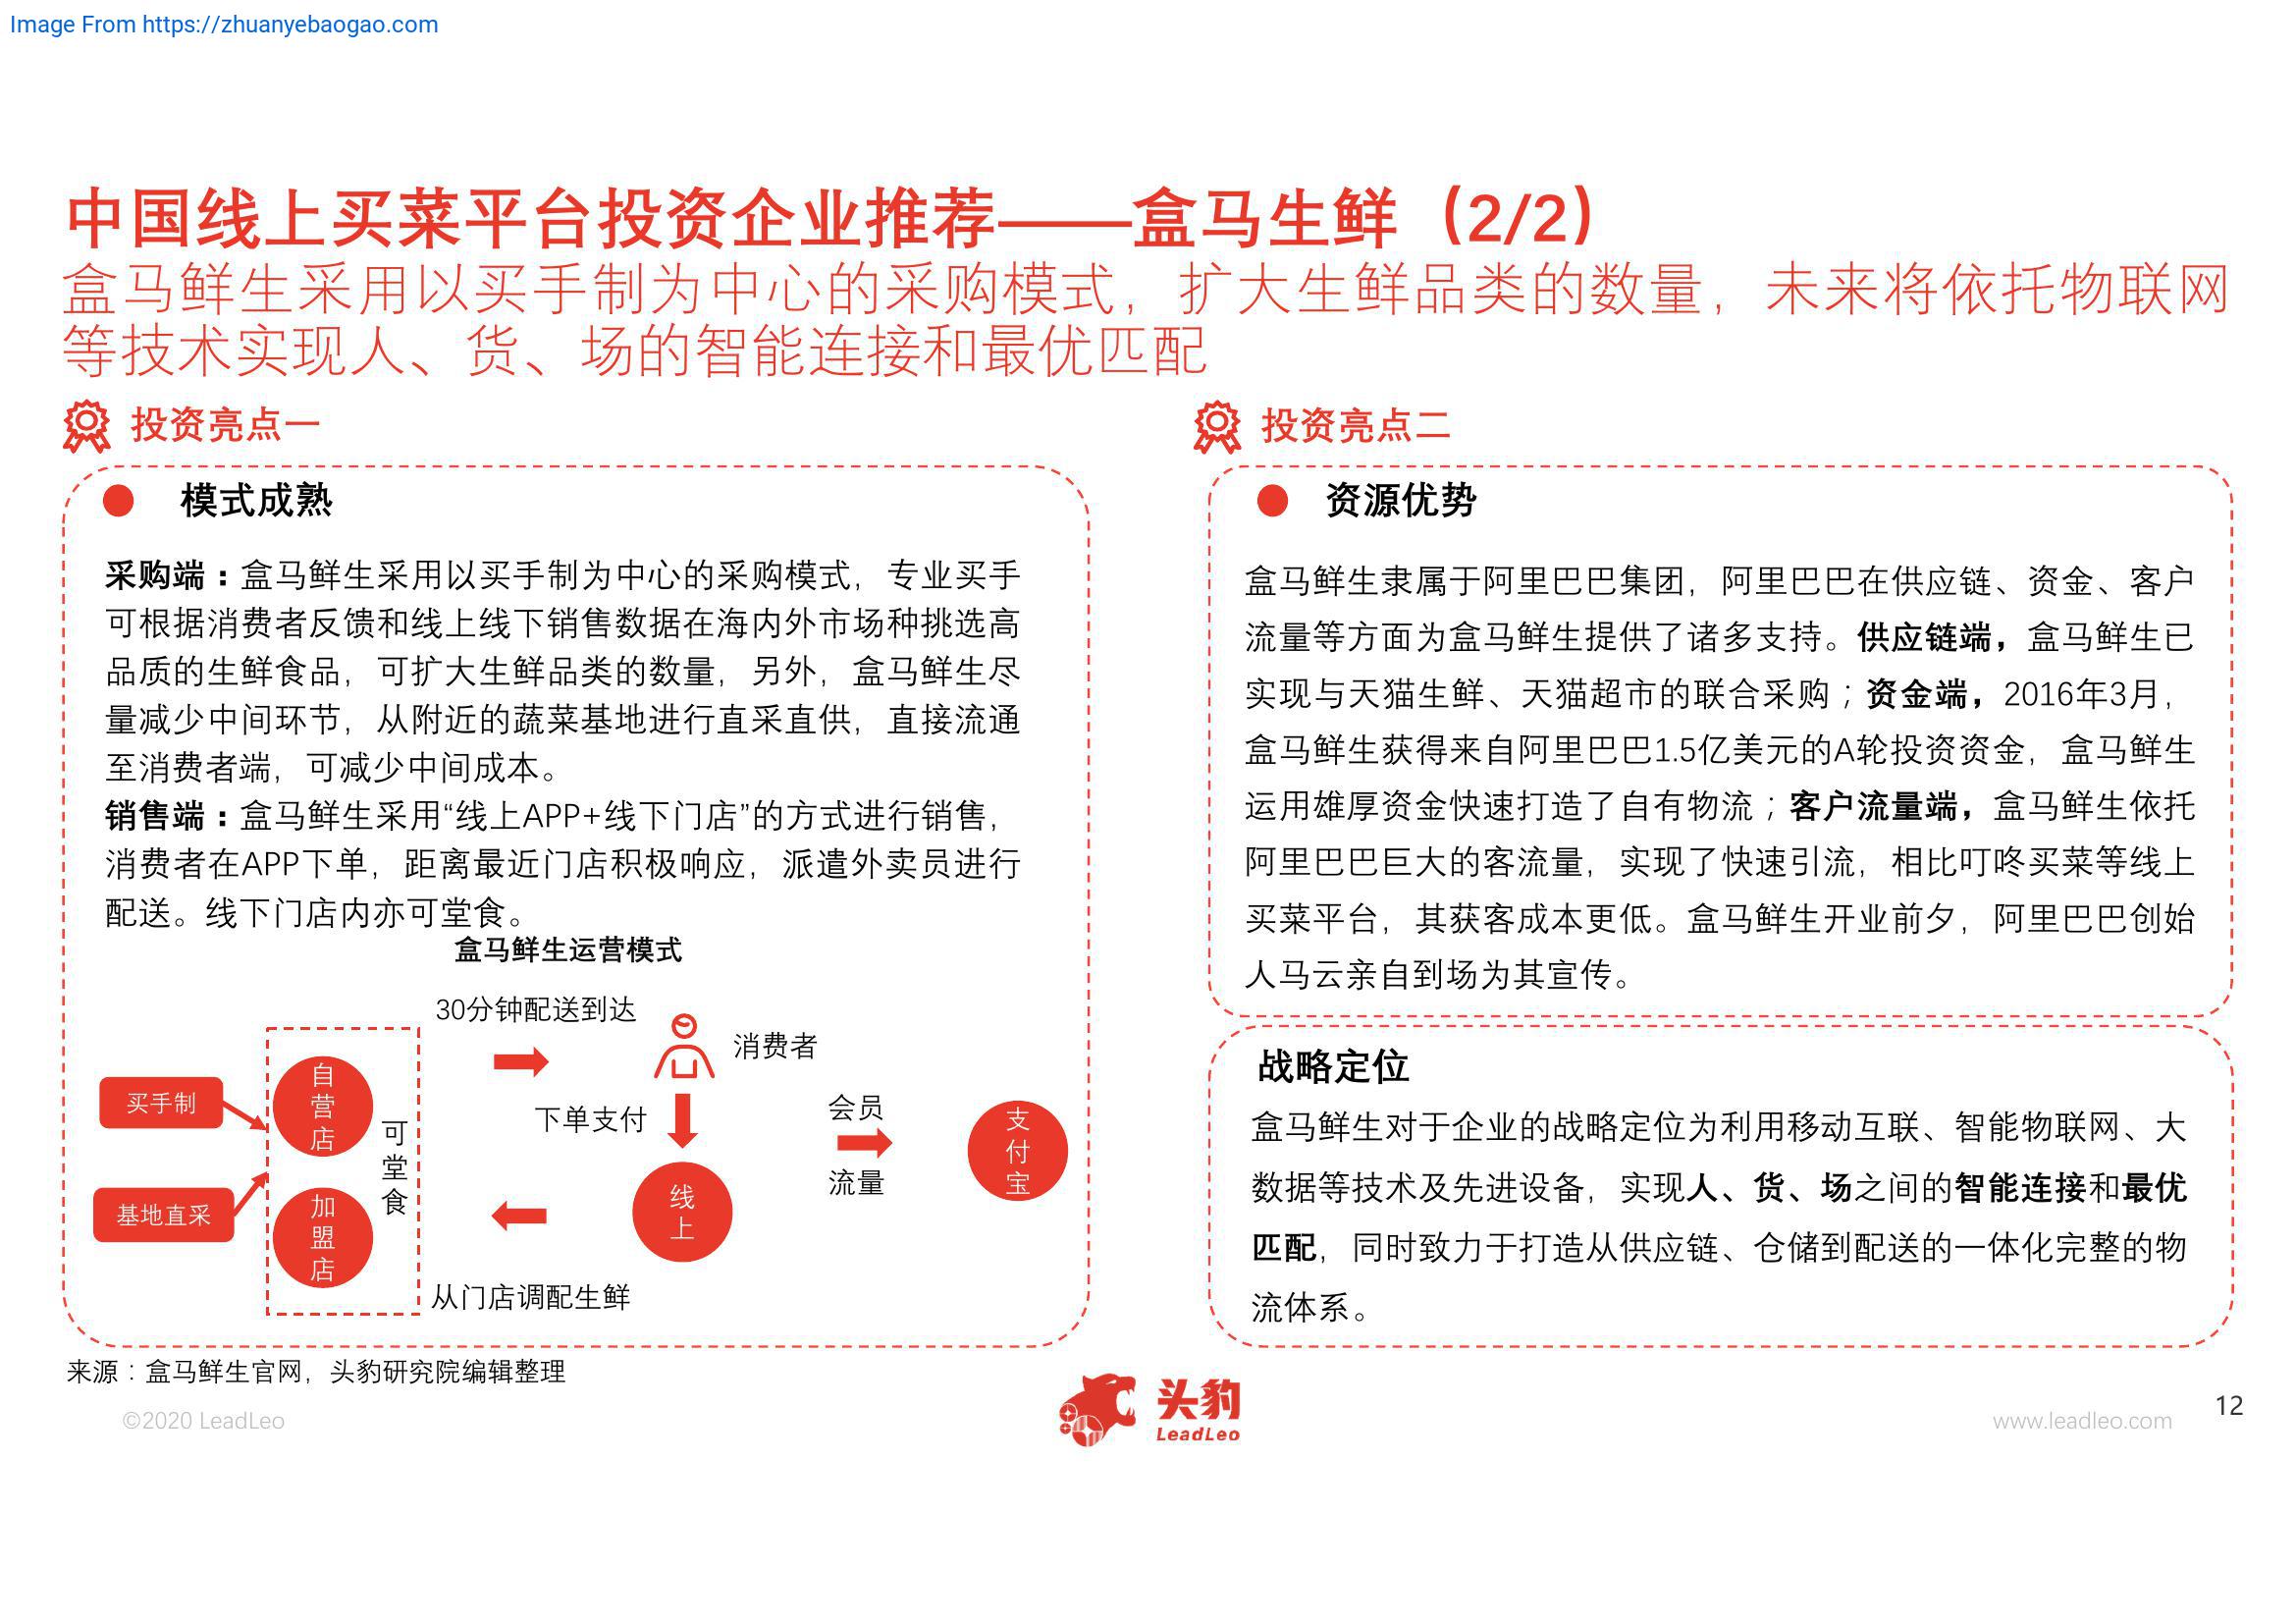 Image From https://zhuanyebaogao.com
中国线上买菜平台投资企业推荐——盒马生鲜（2/2）
盒马鲜生采用以买手制为中心的采购模式，扩大生鲜品类的数量，未来将依托物联网
等技术实现人、货、场的智能连接和最优匹配
投资亮点一
模式成熟
采购端：盒马鲜生采用以买手制为中心的采购模式，专业买手
可根据消费者反馈和线上线下销售数据在海内外市场种挑选高
品质的生鲜食品，可扩大生鲜品类的数量，另外，盒马鲜生尽
量减少中间环节，从附近的蔬菜基地进行直采直供，直接流通
至消费者端，可减少中间成本。
销售端：盒马鲜生采用“线上APP+线下门店”的方式进行销售，
消费者在APP下单，距离最近门店积极响应，派遣外卖员进行
配送。线下门店内亦可堂食。
盒马鲜生运营模式
30分钟配送到达
消费者
买手制
自营店
可堂食
下单支付
会员
流量
支付宝
基地直采
加盟店
线上
从门店调配生鲜
投资亮点二
资源优势
盒马鲜生隶属于阿里巴巴集团，阿里巴巴在供应链、资金、客户
流量等方面为盒马鲜生提供了诸多支持。供应链端，盒马鲜生已
实现与天猫生鲜、天猫超市的联合采购；资金端，2016年3月，
盒马鲜生获得来自阿里巴巴1.5亿美元的A轮投资资金，盒马鲜生
运用雄厚资金快速打造了自有物流；客户流量端，盒马鲜生依托
阿里巴巴巨大的客流量，实现了快速引流，相比叮咚买菜等线上
买菜平台，其获客成本更低。盒马鲜生开业前夕，阿里巴巴创始
人马云亲自到场为其宣传。
战略定位
盒马鲜生对于企业的战略定位为利用移动互联、智能物联网、大
数据等技术及先进设备，实现人、货、场之间的智能连接和最优
匹配，同时致力于打造从供应链、仓储到配送的一体化完整的物
流体系。
来源：盒马鲜生官网，头豹研究院编辑整理
©2020 LeadLeo
头豹
LeadLeo
www.leadleo.com
12